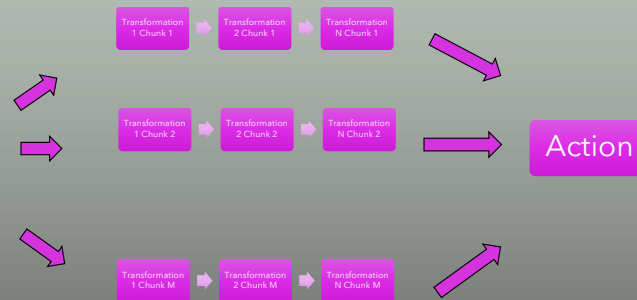 Transformation
1 Chunk 1
Transformation
2 Chunk 1
Transformation
N Chunk 1
Transformation
1 Chunk 2
Transformation
2 Chunk 2
Transformation
N Chunk 2
Action
Transformation
1 Chunk M
Transformation
2 Chunk M
Transformation
N Chunk M